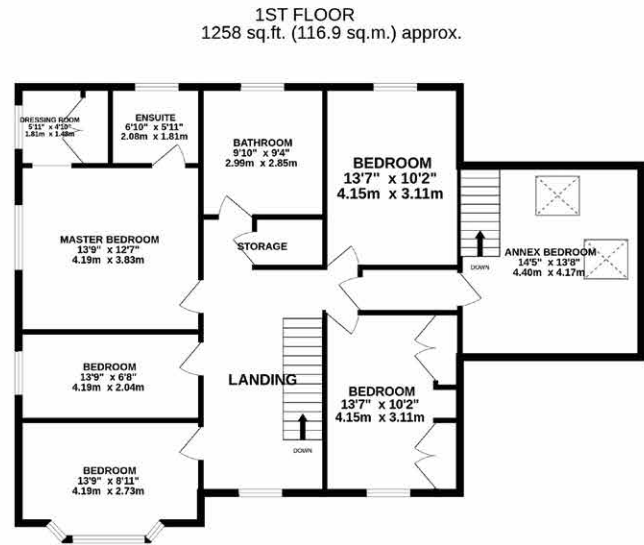 1ST FLOOR
1258 sq.ft. (116.9 sq.m.) approx.
DRESSING ROOM
5'11" x 4'10"
1.81m x 1.48m
ENSUITE
6'10" x 5'11"
2.08m x 1.81m
BATHROOM
9'10" x 9'4"
2.99m x 2.85m
BEDROOM
13'7" x 10'2"
4.15m x 3.11m
MASTER BEDROOM
13'9" x 12'7"
4.19m x 3.83m
STORAGE
DOWN
ANNEX BEDROOM
14'5" x 13'8"
4.40m x 4.17m
BEDROOM
13'9" x 6'8"
4.19m x 2.04m
LANDING
DOWN
BEDROOM
13'7" x 10'2"
4.15m x 3.11m
BEDROOM
13'9" x 8'11"
4.19m x 2.73m